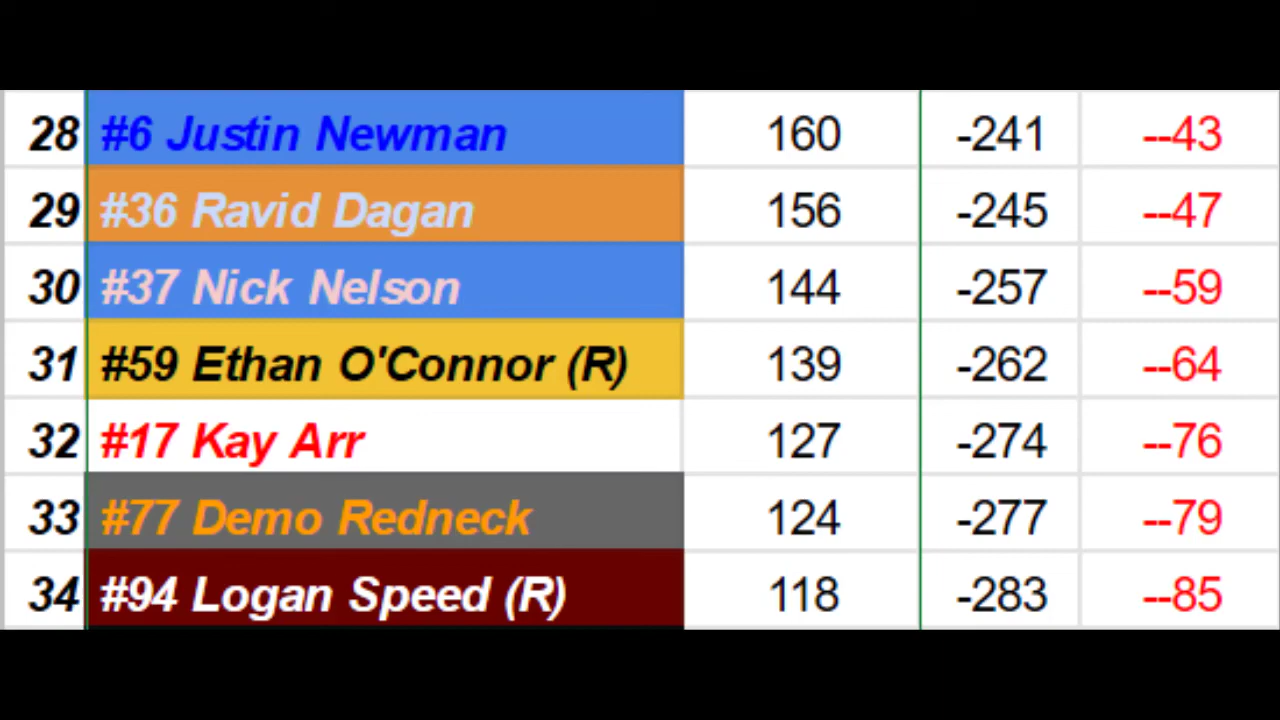 28 #6 Justin Newman 160 -241 --43
29 #36 Ravid Dagan 156 -245 --47
30 #37 Nick Nelson 144 -257 --59
31 #59 Ethan O'Connor (R) 139 -262 --64
32 #17 Kay Arr 127 -274 --76
33 #77 Demo Redneck 124 -277 --79
34 #94 Logan Speed (R) 118 -283 --85